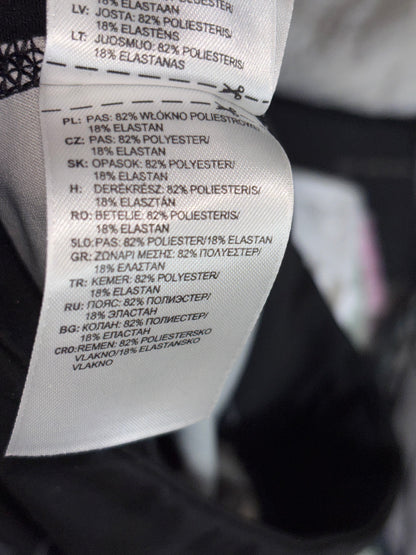 18% ELASTAAN
LV: JOSTA: 82% POLIESTERIS/
18% ELASTĒNS
LT: JUOSMUO: 82% POLIESTERIS/
18% ELASTANAS
PL: PAS: 82% WŁÓKNO POLIESTROWE/
18% ELASTAN
CZ: PAS: 82% POLYESTER/
18% ELASTAN
SK: OPASOK: 82% POLYESTER/
18% ELASTAN
H: DERÉKRÉSZ: 82% POLIESTERIS/
18% ELASZTÁN
RO: BETELIE: 82% POLIESTERIS/
18% ELASTAN
SLO: PAS: 82% POLIESTER/18% ELASTAN
GR: ΖΩΝΑΡΙ ΜΕΣΗΣ: 82% ΠΟΛΥΕΣΤΕΡ/
18% ΕΛΑΣΤΑΝ
TR: KEMER: 82% POLYESTER/
18% ELASTAN
RU: ПОЯС: 82% ПОЛИЭСТЕР/
18% ЭЛАСТАН
BG: КОЛАН: 82% ПОЛИЕСТЕР/
18% ЕЛАСТАН
CRO: REMEN: 82% POLIESTERSKO
VLAKNO/18% ELASTANSKO
VLAKNO